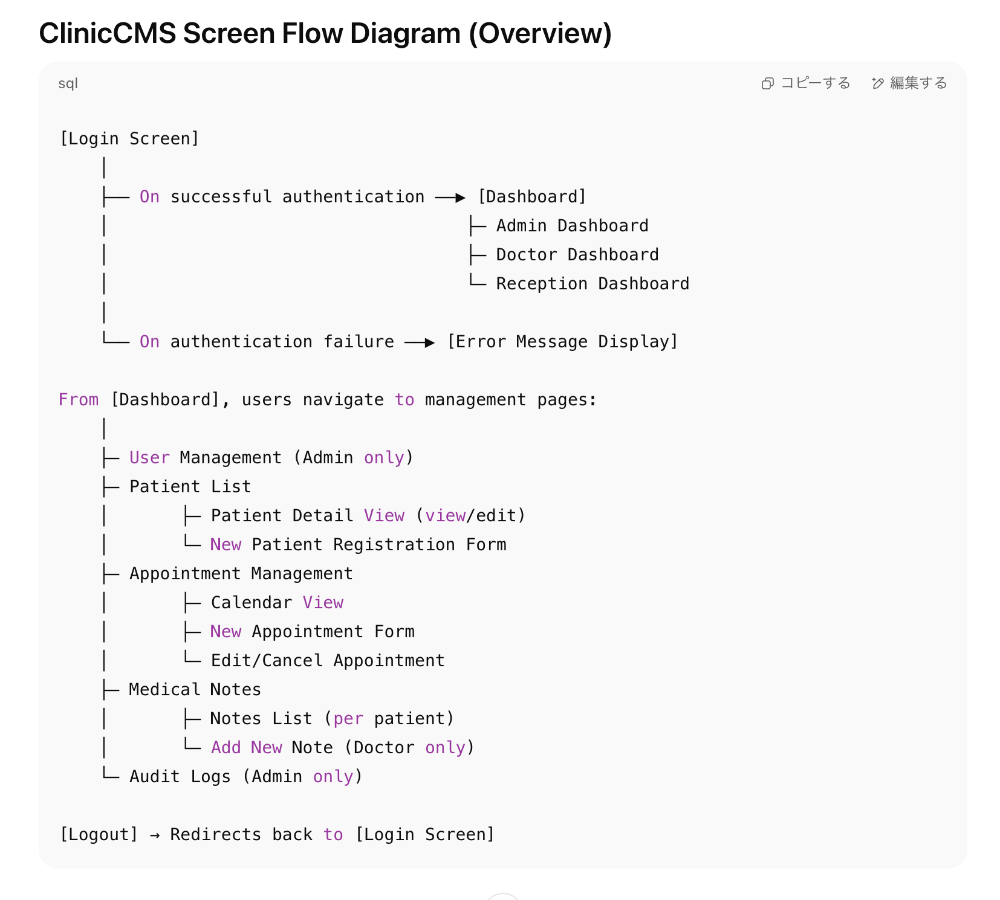 ClinicCMS Screen Flow Diagram (Overview)
sql
コピーする
編集する
[Login Screen]
    │
    ├── On successful authentication ──▶ [Dashboard]
    │                                    ├─ Admin Dashboard
    │                                    ├─ Doctor Dashboard
    │                                    └─ Reception Dashboard
    │
    └── On authentication failure ──▶ [Error Message Display]
From [Dashboard], users navigate to management pages:
    │
    ├─ User Management (Admin only)
    ├─ Patient List
    │       ├─ Patient Detail View (view/edit)
    │       └─ New Patient Registration Form
    ├─ Appointment Management
    │       ├─ Calendar View
    │       ├─ New Appointment Form
    │       └─ Edit/Cancel Appointment
    ├─ Medical Notes
    │       ├─ Notes List (per patient)
    │       └─ Add New Note (Doctor only)
    └─ Audit Logs (Admin only)
[Logout] → Redirects back to [Login Screen]